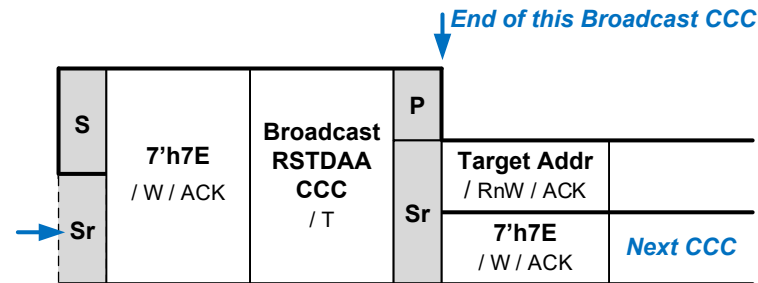 End of this Broadcast CCC
S
Sr
7’h7E
/ W / ACK
Broadcast
RSTDAA
CCC
/ T
P
Sr
Target Addr
/ RnW / ACK
7’h7E
/ W / ACK
Next CCC